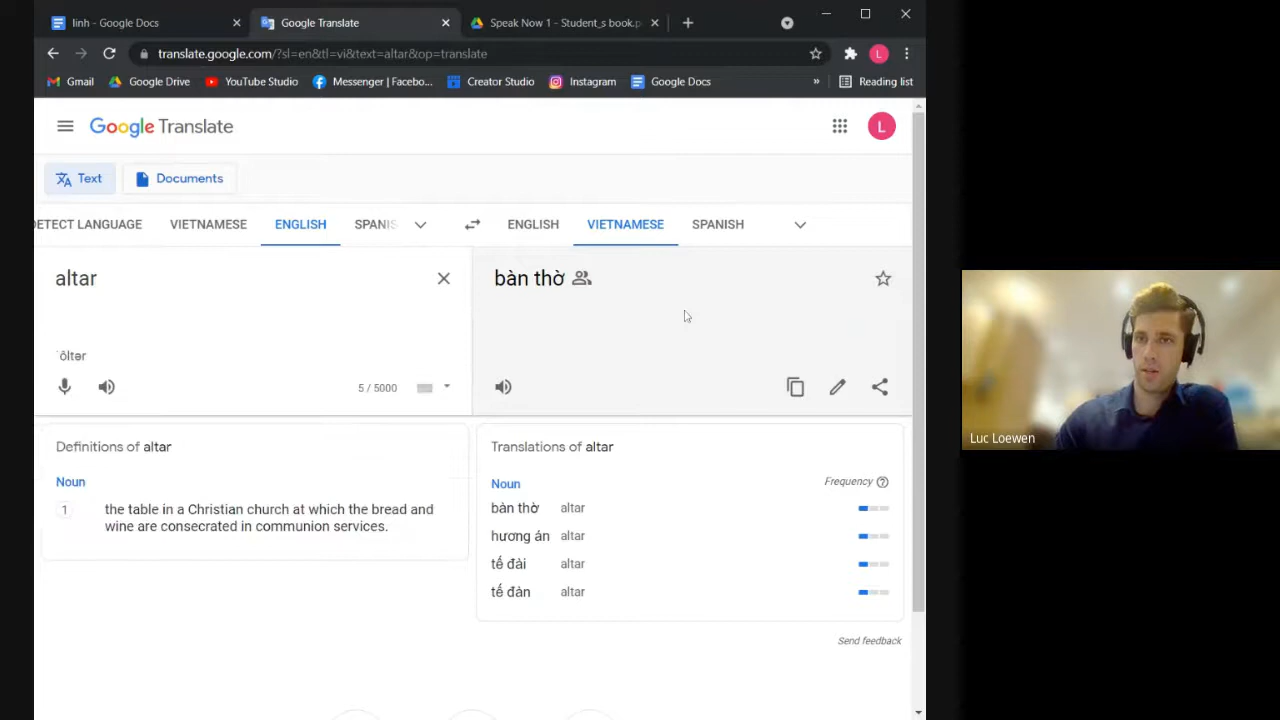 linh - Google Docs
Google Translate
Speak Now 1 - Student_s book.p
translate.google.com/?sl=en&tl=vi&text=altar&op=translate
L
Gmail
Google Drive
YouTube Studio
Messenger | Facebo...
Creator Studio
Instagram
Google Docs
»
Reading list
Google Translate
L
Text
Documents
DETECT LANGUAGE
VIETNAMESE
ENGLISH
SPANIS
ENGLISH
VIETNAMESE
SPANISH
altar
bàn thờ
ˈôltər
5 / 5000
Definitions of altar
Noun
1
the table in a Christian church at which the bread and
wine are consecrated in communion services.
Translations of altar
Noun
Frequency
bàn thờ altar
hương án altar
tế đài altar
tế đàn altar
Send feedback
Luc Loewen